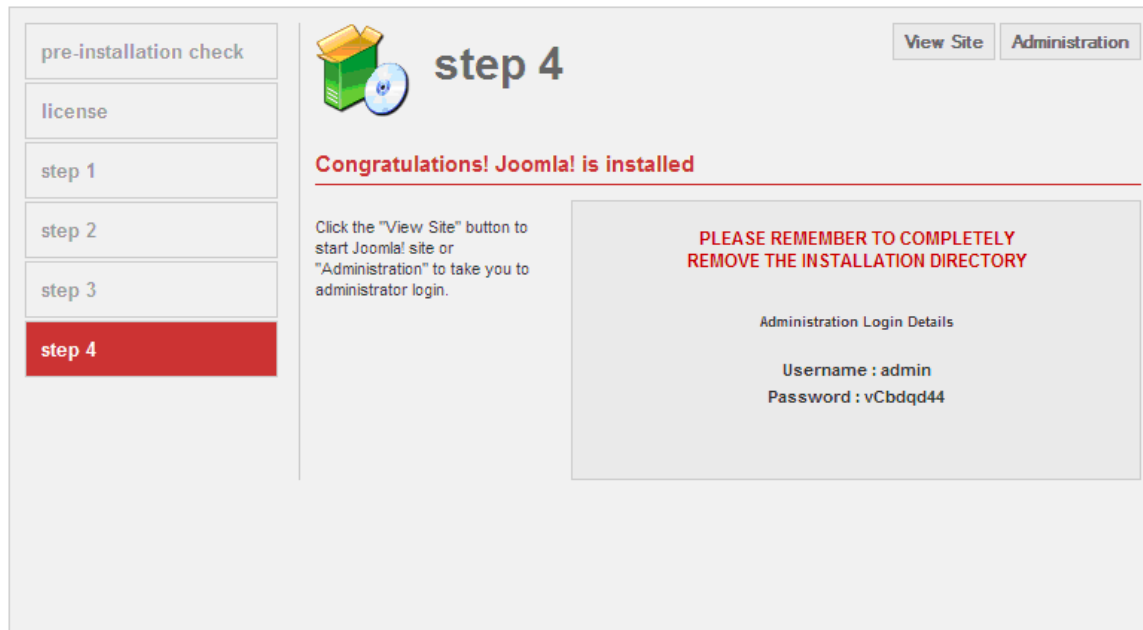 pre-installation check
license
step 1
step 2
step 3
step 4
step 4
View Site
Administration
Congratulations! Joomla! is installed
Click the "View Site" button to
start Joomla! site or
"Administration" to take you to
administrator login.
PLEASE REMEMBER TO COMPLETELY
REMOVE THE INSTALLATION DIRECTORY
Administration Login Details
Username : admin
Password : vCbdqd44